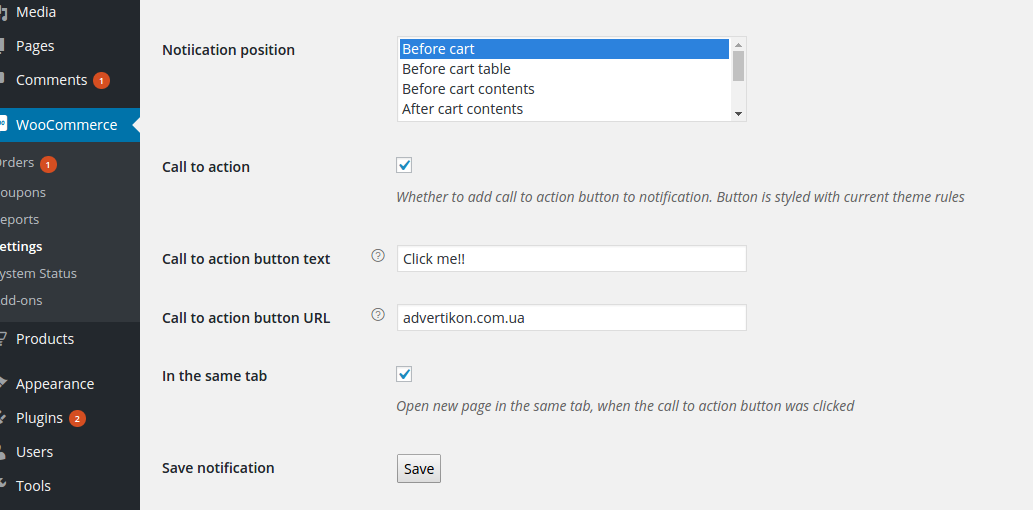 Media
Pages
Comments 1
WooCommerce
rders 1
oupons
eports
ettings
ystem Status
dd-ons
Products
Appearance
Plugins 2
Users
Tools
Notiication position
Before cart
Before cart table
Before cart contents
After cart contents
Call to action
Whether to add call to action button to notification. Button is styled with current theme rules
Call to action button text ? Click me!!
Call to action button URL ? advertikon.com.ua
In the same tab
Open new page in the same tab, when the call to action button was clicked
Save notification Save